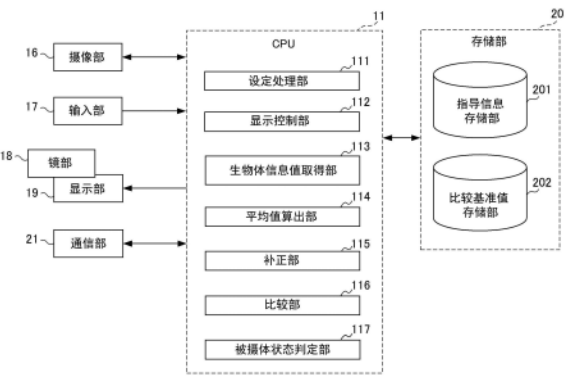 11
CPU
20
存储部
16
摄像部
111
设定处理部
17
输入部
112
显示控制部
指导信息
存储部
201
18
镜部
113
生物体信息值取得部
19
显示部
114
平均值算出部
比较基准值
存储部
202
21
通信部
115
补正部
116
比较部
117
被摄体状态判定部